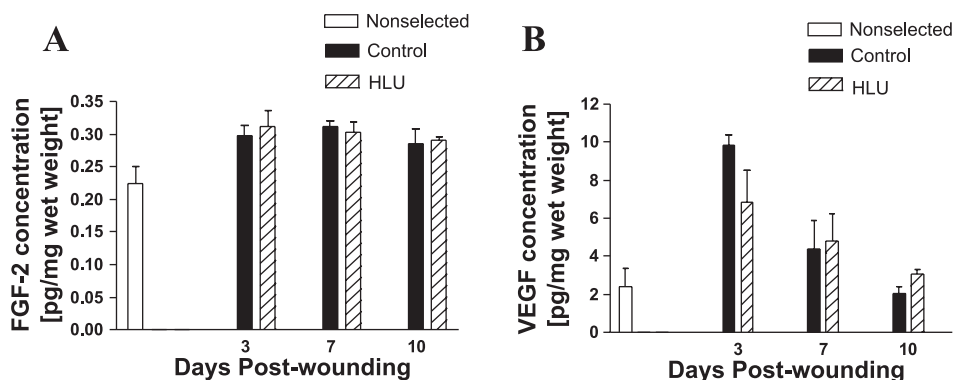 A
Nonselected
Control
HLU
FGF-2 concentration
[pg/mg wet weight]
0.35
0.30
0.25
0.20
0.15
0.10
0.05
0.00
3 7 10
Days Post-wounding
B
Nonselected
Control
HLU
VEGF concentration
[pg/mg wet weight]
12
10
8
6
4
2
0
3 7 10
Days Post-wounding